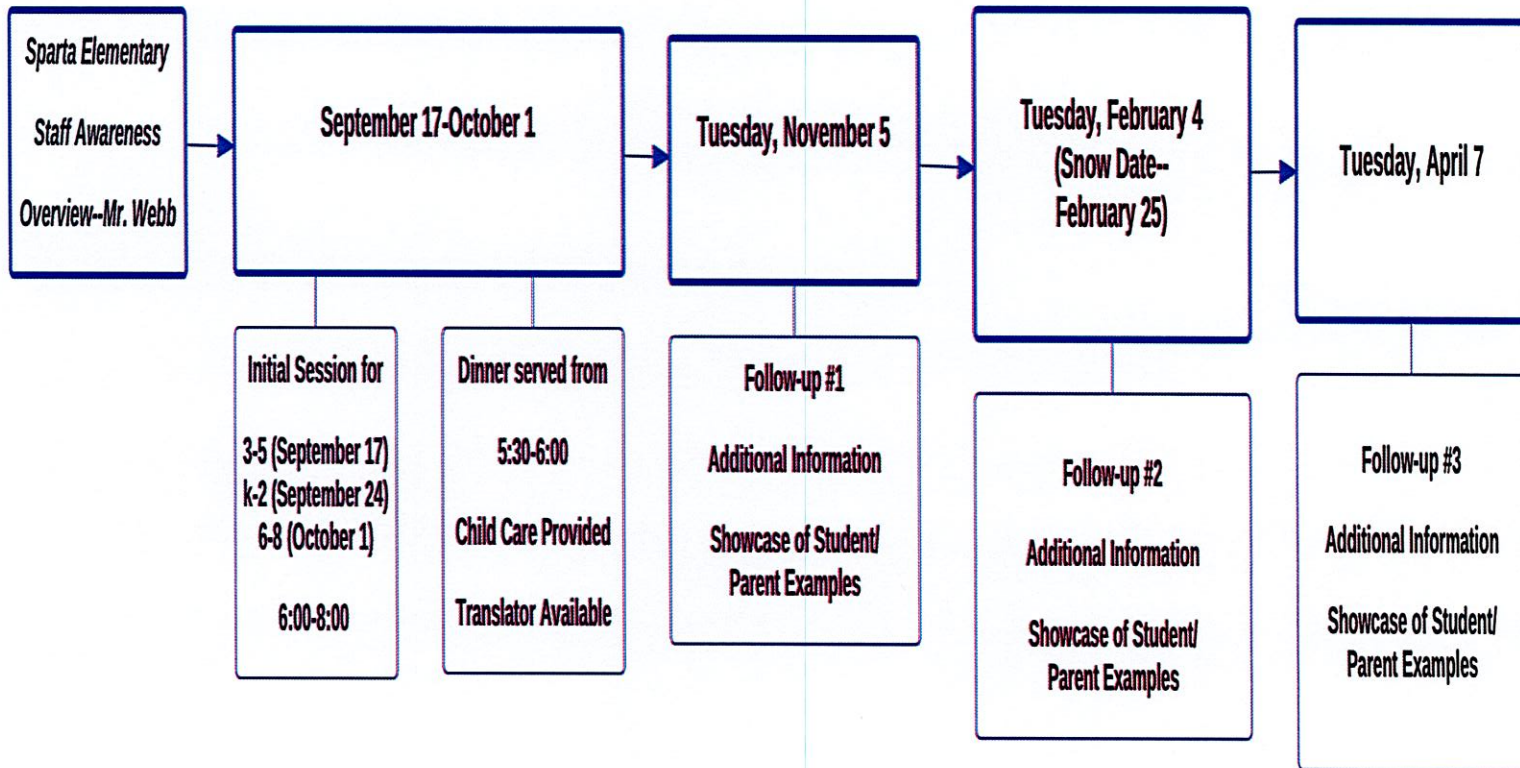 Sparta Elementary
Staff Awareness
Overview--Mr. Webb
September 17-October 1
Initial Session for
3-5 (September 17)
k-2 (September 24)
6-8 (October 1)
6:00-8:00
Dinner served from
5:30-6:00
Child Care Provided
Translator Available
Tuesday, November 5
Follow-up #1
Additional Information
Showcase of Student/
Parent Examples
Tuesday, February 4
(Snow Date--
February 25)
Follow-up #2
Additional Information
Showcase of Student/
Parent Examples
Tuesday, April 7
Follow-up #3
Additional Information
Showcase of Student/
Parent Examples